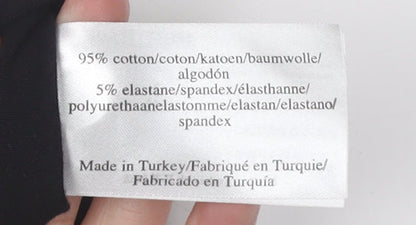 95% cotton/coton/katoen/baumwolle/
algodón
5% elastane/spandex/élasthanne/
polyurethaanelastomme/elastan/elastano/
spandex
Made in Turkey/Fabriqué en Turquie/
Fabricado en Turquía